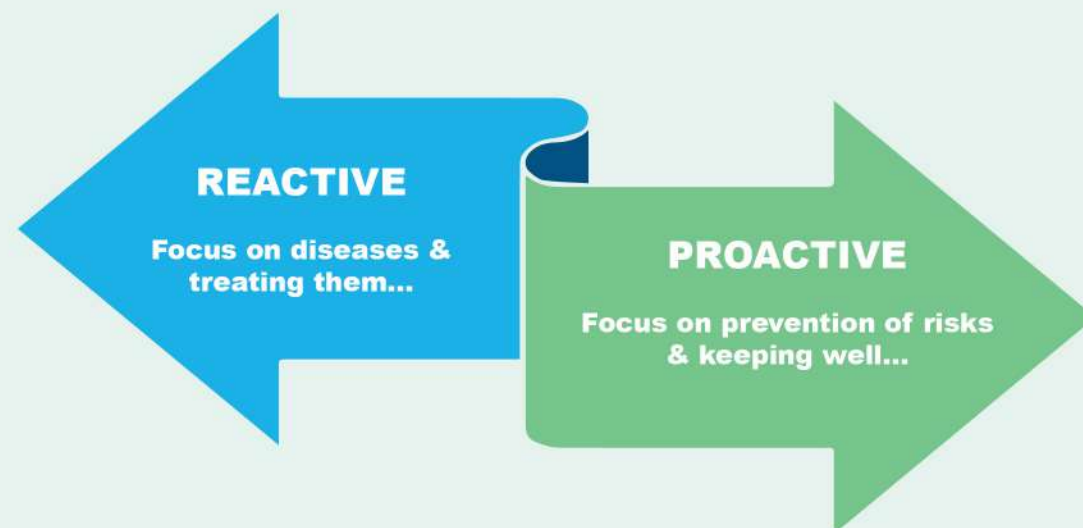 REACTIVE
Focus on diseases &
treating them...
PROACTIVE
Focus on prevention of risks
& keeping well...